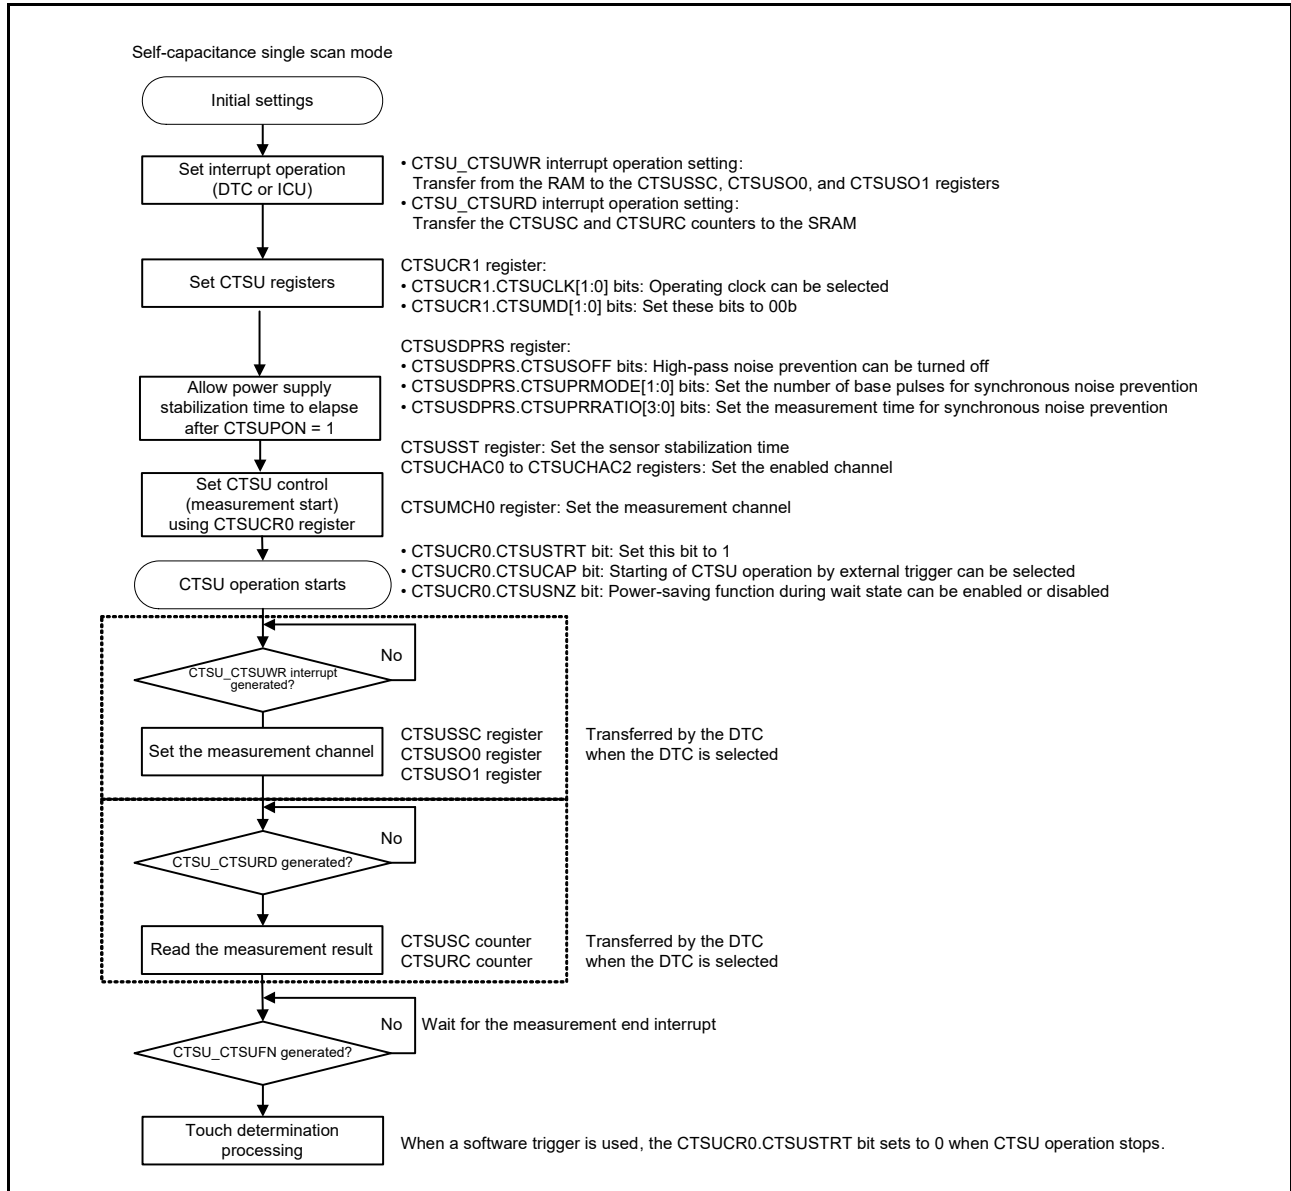 Self-capacitance single scan mode
Initial settings
Set interrupt operation
(DTC or ICU)
• CTSU_CTSUWR interrupt operation setting:
Transfer from the RAM to the CTSUSSC, CTSUSO0, and CTSUSO1 registers
• CTSU_CTSURD interrupt operation setting:
Transfer the CTSUSC and CTSURC counters to the SRAM
Set CTSU registers
CTSUCR1 register:
• CTSUCR1.CTSUCLK[1:0] bits: Operating clock can be selected
• CTSUCR1.CTSUMD[1:0] bits: Set these bits to 00b
CTSUSDPRS register:
• CTSUSDPRS.CTSUSOFF bits: High-pass noise prevention can be turned off
• CTSUSDPRS.CTSUPRMODE[1:0] bits: Set the number of base pulses for synchronous noise prevention
• CTSUSDPRS.CTSUPRRATIO[3:0] bits: Set the measurement time for synchronous noise prevention
Allow power supply
stabilization time to elapse
after CTSUPON = 1
CTSUSST register: Set the sensor stabilization time
CTSUCHAC0 to CTSUCHAC2 registers: Set the enabled channel
CTSUMCH0 register: Set the measurement channel
Set CTSU control
(measurement start)
using CTSUCR0 register
• CTSUCR0.CTSUSTRT bit: Set this bit to 1
• CTSUCR0.CTSUCAP bit: Starting of CTSU operation by external trigger can be selected
• CTSUCR0.CTSUSNZ bit: Power-saving function during wait state can be enabled or disabled
CTSU operation starts
No
CTSU_CTSUWR interrupt
generated?
Set the measurement channel
CTSUSSC register
CTSUSO0 register
CTSUSO1 register
Transferred by the DTC
when the DTC is selected
No
CTSU_CTSURD generated?
Read the measurement result
CTSUSC counter
CTSURC counter
Transferred by the DTC
when the DTC is selected
No
Wait for the measurement end interrupt
CTSU_CTSUFN generated?
Touch determination
processing
When a software trigger is used, the CTSUCR0.CTSUSTRT bit sets to 0 when CTSU operation stops.